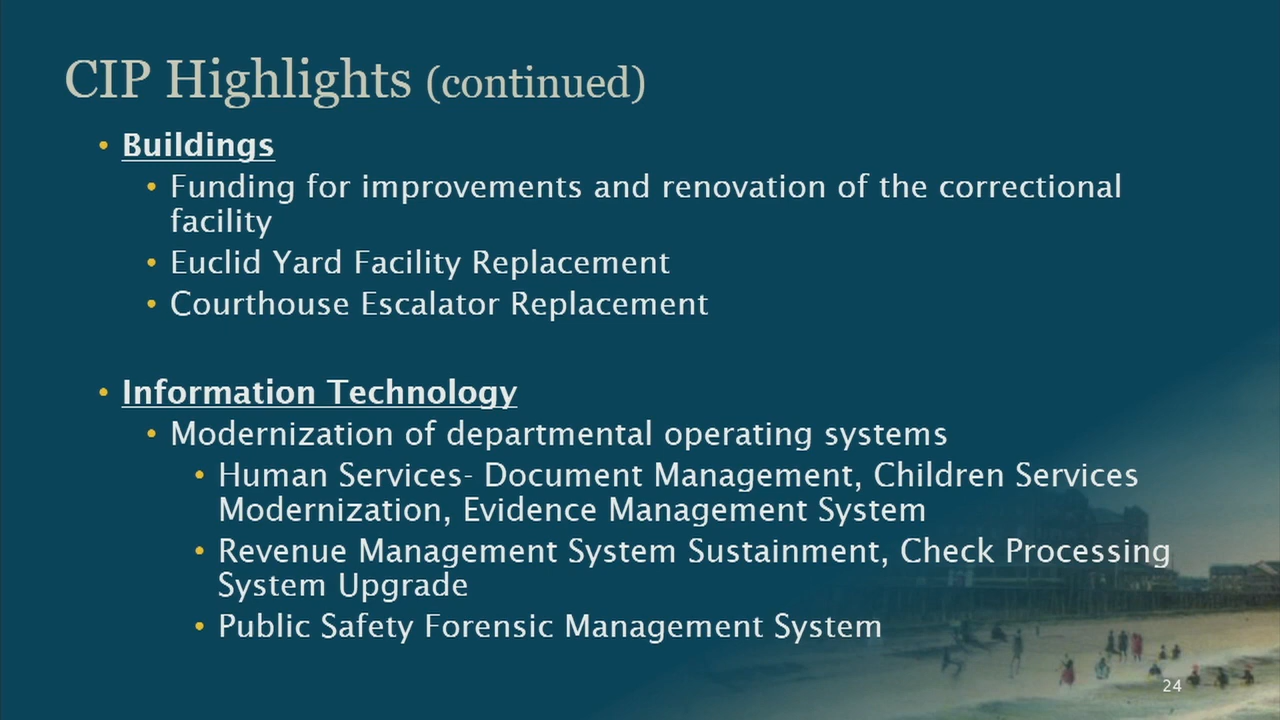 CIP Highlights (continued)
• Buildings
• Funding for improvements and renovation of the correctional
facility
• Euclid Yard Facility Replacement
• Courthouse Escalator Replacement
• Information Technology
• Modernization of departmental operating systems
• Human Services- Document Management, Children Services
Modernization, Evidence Management System
• Revenue Management System Sustainment, Check Processing
System Upgrade
• Public Safety Forensic Management System
24